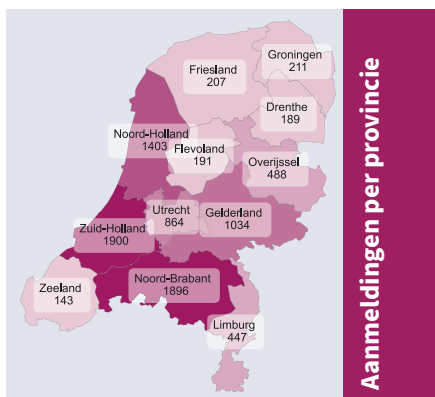 Groningen
211
Friesland
207
Drenthe
189
Noord-Holland
1403
Flevoland
191
Overijssel
488
Utrecht
864
Gelderland
1034
Zuid-Holland
1900
Noord-Brabant
1896
Zeeland
143
Limburg
447
Aanmeldingen per provincie